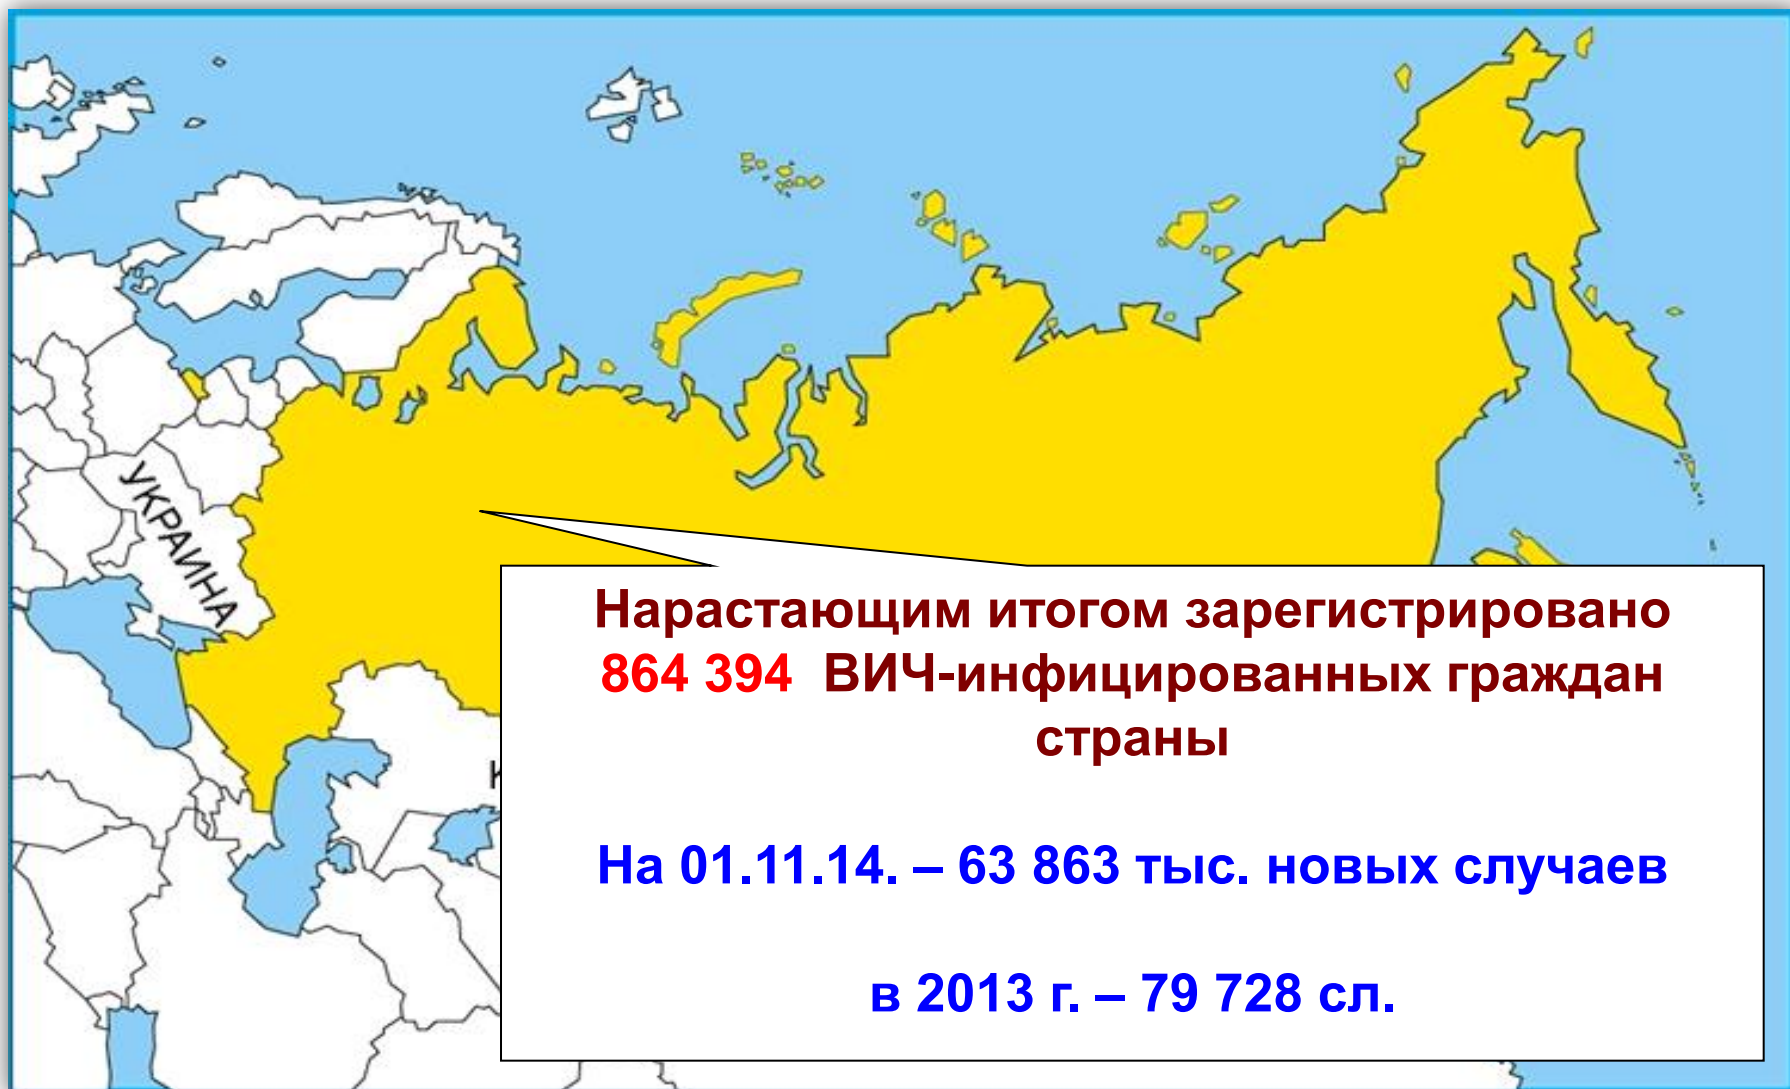 УКРАИНА
Нарастающим итогом зарегистрировано
864 394 ВИЧ-инфицированных граждан
страны
К
На 01.11.14. – 63 863 тыс. новых случаев
в 2013 г. – 79 728 сл.